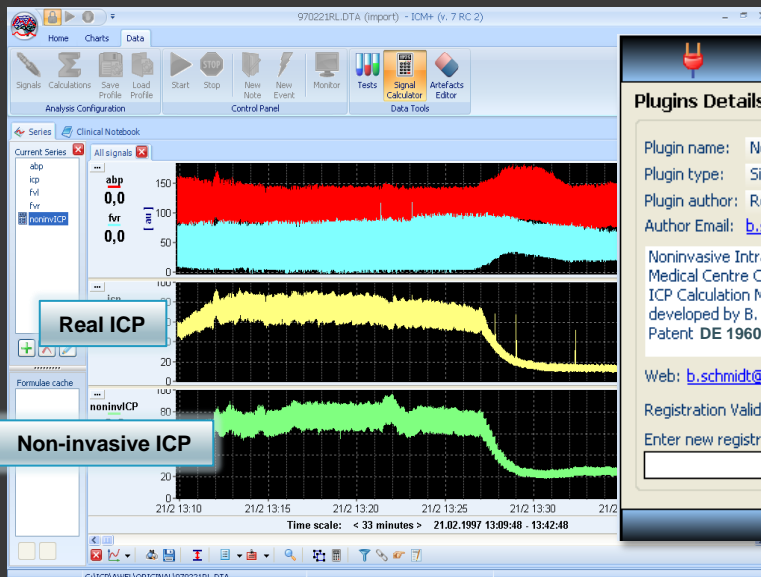 970221RL.DTA (import) - ICM+ (v. 7 RC 2)
Home Charts Data
Signals Calculations Save Profile Load Profile
Start Stop New Note New Event Monitor
Tests Signal Calculator Artefacts Editor
Analysis Configuration
Control Panel
Data Tools
Series Clinical Notebook
Current Series
abp
icp
fvl
fvr
noninvICP
Formulae cache
All signals
abp
0,0
fvr
0,0
[ au ]
150
100
50
0
Real ICP
20
0
noninvICP
80
Non-invasive ICP
20
0
21/2 13:10 21/2 13:15 21/2 13:20 21/2 13:25 21/2 13:30 21/2
Time scale: < 33 minutes > 21.02.1997 13:09:48 - 13:42:48
Plugins Details
Plugin name:
Plugin type:
Plugin author:
Author Email: b.
Noninvasive Intr
Medical Centre
ICP Calculation
developed by B.
Patent DE 1960
Web: b.schmidt@
Registration Valid
Enter new registr